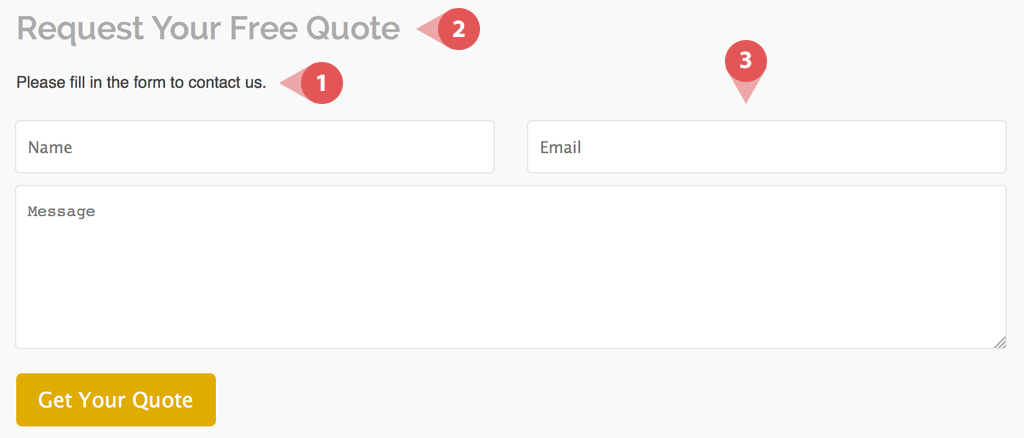 Request Your Free Quote 2
Please fill in the form to contact us. 1
3
Name
Email
Message
Get Your Quote